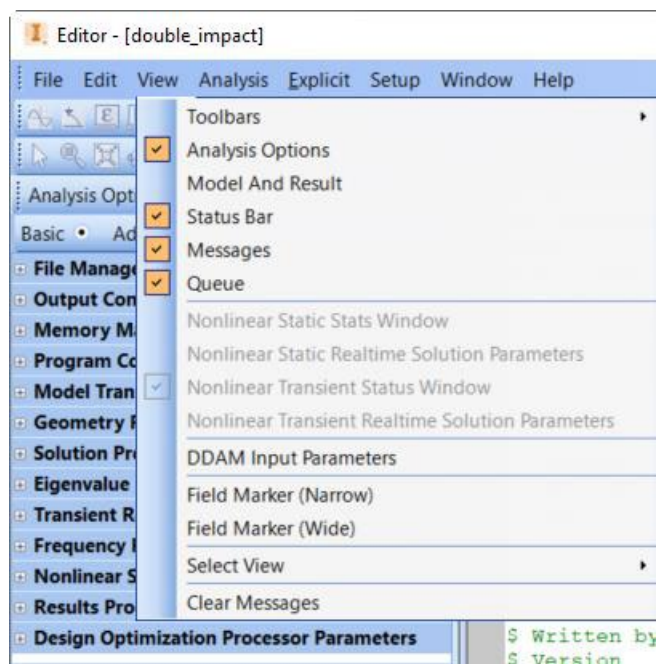 Editor - [double_impact]
File Edit View Analysis Explicit Setup Window Help
Toolbars
Analysis Options
Model And Result
Analysis Opt
Status Bar
Basic
Messages
File Manage
Queue
Output Con
Nonlinear Static Stats Window
Memory M
Nonlinear Static Realtime Solution Parameters
Program Co
Nonlinear Transient Status Window
Model Tran
Nonlinear Transient Realtime Solution Parameters
Geometry
Solution Pr
DDAM Input Parameters
Eigenvalue
Field Marker (Narrow)
Transient R
Field Marker (Wide)
Frequency
Select View
Nonlinear S
Results Pro
Clear Messages
Design Optimization Processor Parameters
$ Written by
$ Version